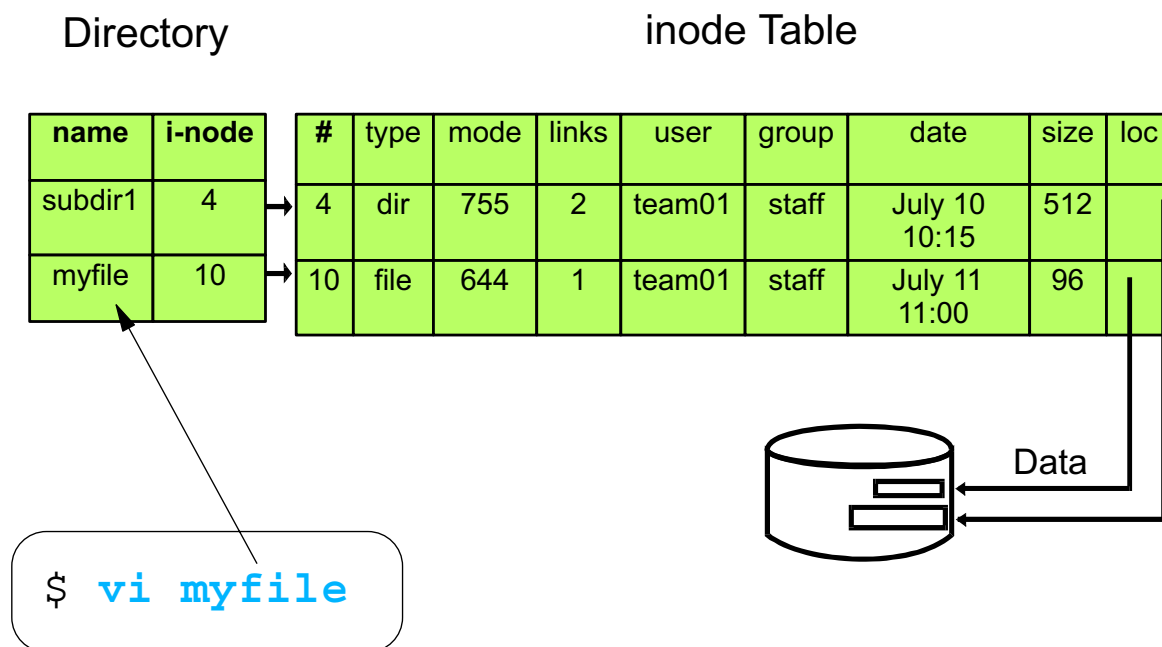 Directory inode Table
name i-node # type mode links user group date size loc
subdir1 4 4 dir 755 2 team01 staff July 10 512
10:15
myfile 10 10 file 644 1 team01 staff July 11 96
11:00
Data
$ vi myfile